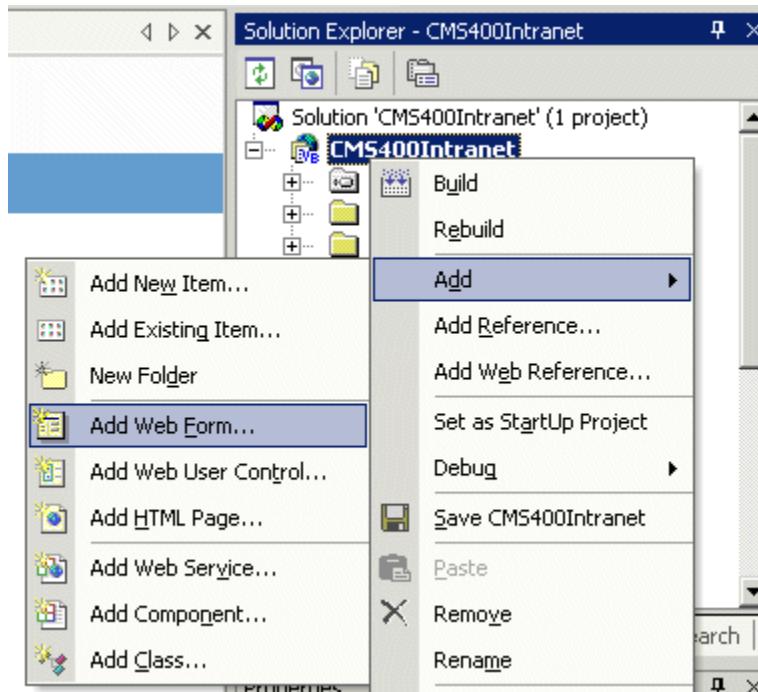 Solution Explorer - CMS400Intranet
Solution 'CMS400Intranet' (1 project)
CMS400Intranet
Build
Rebuild
Add
Add Reference...
Add Web Reference...
Set as StartUp Project
Debug
Save CMS400Intranet
Paste
Remove
Rename
Add New Item...
Add Existing Item...
New Folder
Add Web Form...
Add Web User Control...
Add HTML Page...
Add Web Service...
Add Component...
Add Class...
earch
Properties